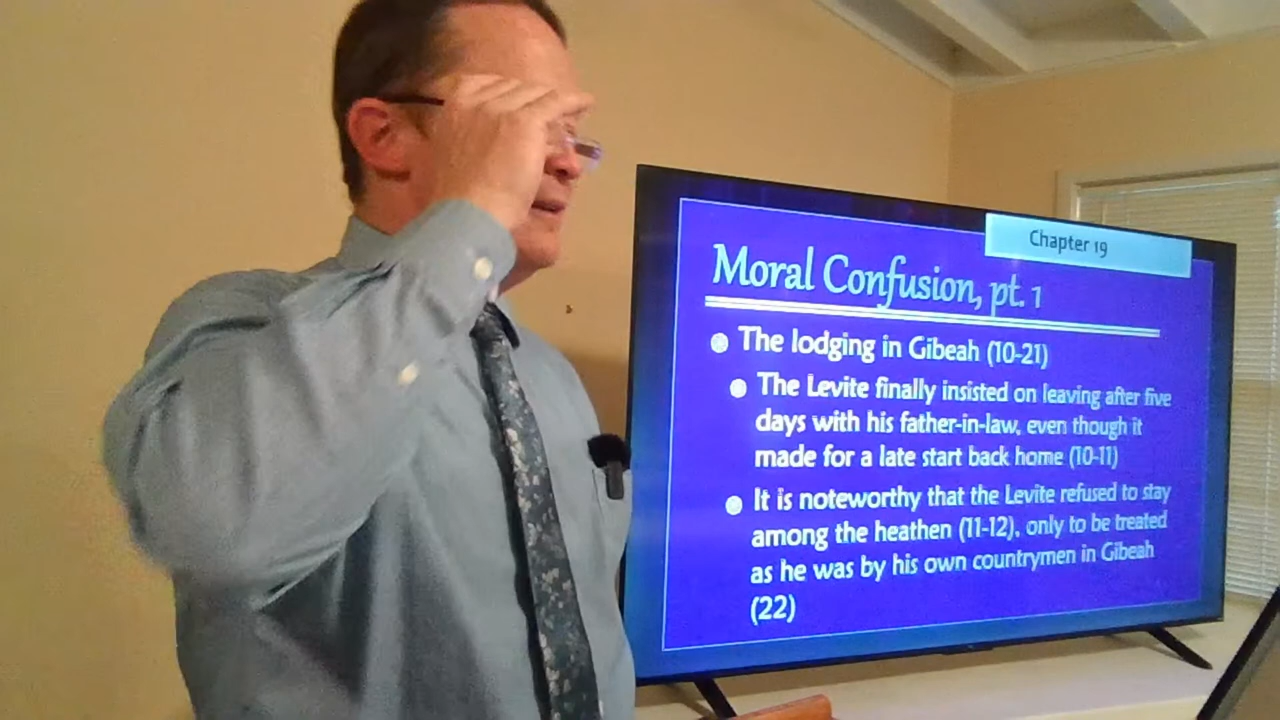 Chapter 19
Moral Confusion, pt. 1
The lodging in Gibeah (10-21)
The Levite finally insisted on leaving after five
days with his father-in-law, even though it
made for a late start back home (10-11)
It is noteworthy that the Levite refused to stay
among the heathen (11-12), only to be treated
as he was by his own countrymen in Gibeah
(22)